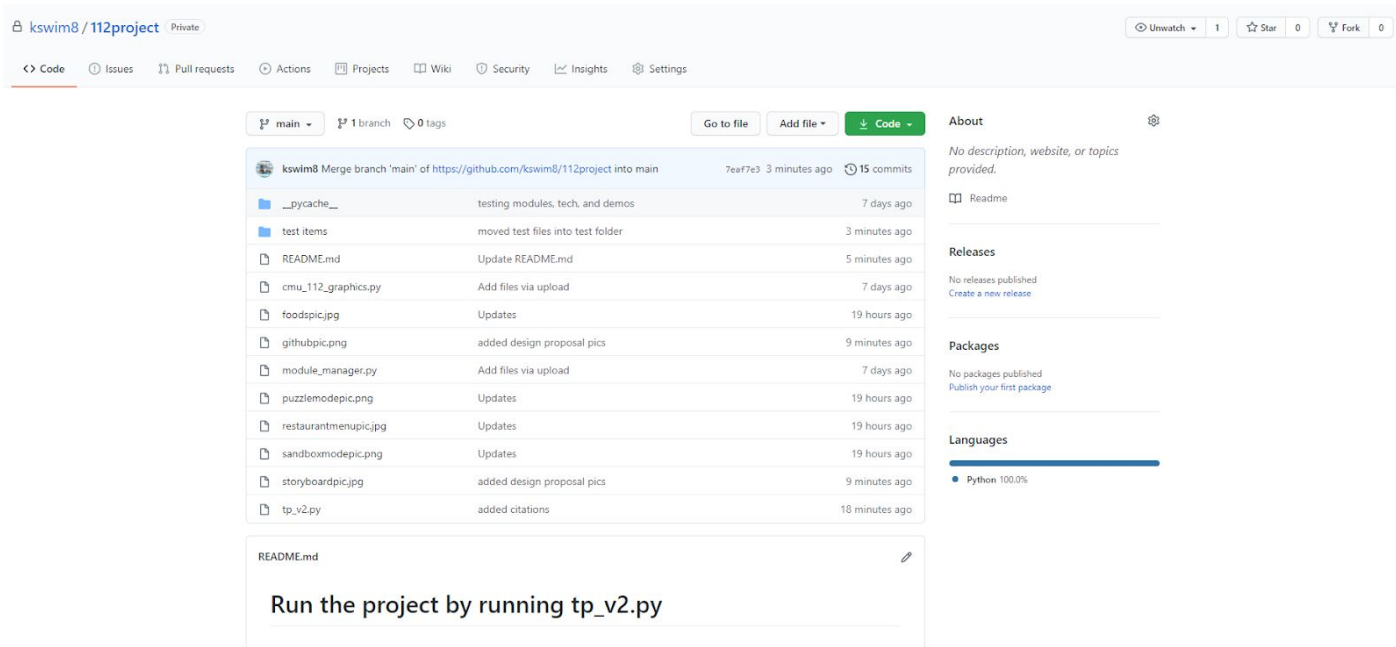 kswim8 / 112project Private
Unwatch 1 Star 0 Fork 0
Code Issues Pull requests Actions Projects Wiki Security Insights Settings
main 1 branch 0 tags Go to file Add file Code
kswim8 Merge branch 'main' of https://github.com/kswim8/112project into main 7eaf7e3 3 minutes ago 15 commits
__pycache__ testing modules, tech, and demos 7 days ago
test items moved test files into test folder 3 minutes ago
README.md Update README.md 5 minutes ago
cmu_112_graphics.py Add files via upload 7 days ago
foodspic.jpg Updates 19 hours ago
githubpic.png added design proposal pics 9 minutes ago
module_manager.py Add files via upload 7 days ago
puzzlemodepic.png Updates 19 hours ago
restaurantmenupic.jpg Updates 19 hours ago
sandboxmodepic.png Updates 19 hours ago
storyboardpic.jpg added design proposal pics 9 minutes ago
tp_v2.py added citations 18 minutes ago
README.md
Run the project by running tp_v2.py
About
No description, website, or topics
provided.
Readme
Releases
No releases published
Create a new release
Packages
No packages published
Publish your first package
Languages
Python 100.0%